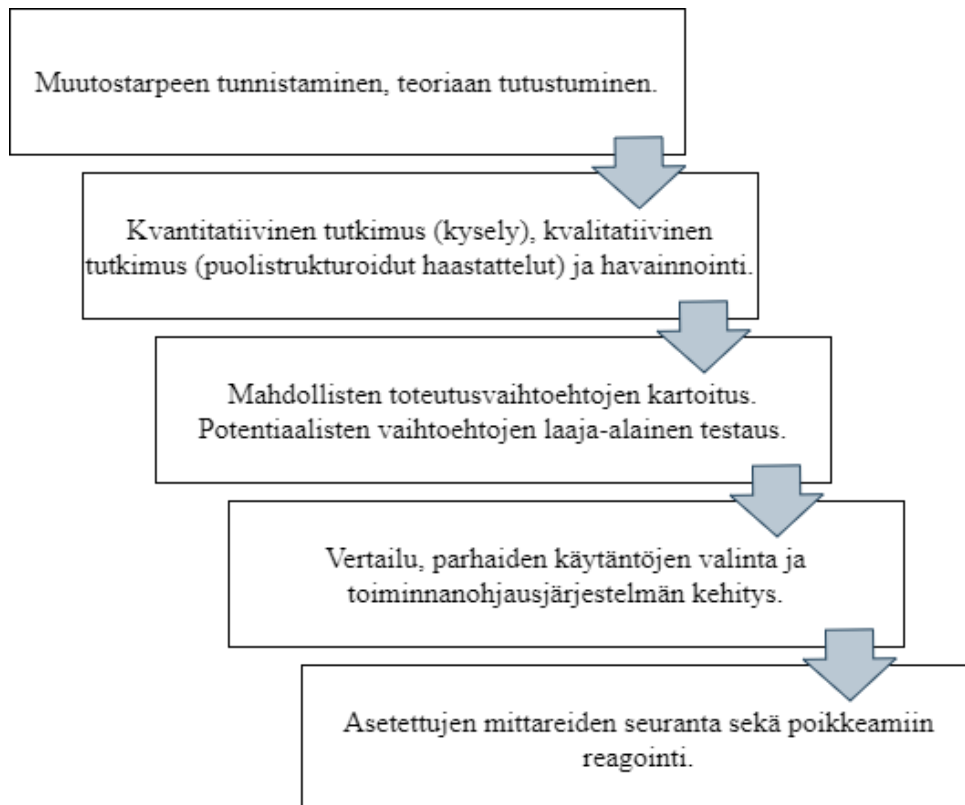 Muutostarpeen tunnistaminen, teoriaan tutustuminen.
Kvantitatiivinen tutkimus (kysely), kvalitatiivinen
tutkimus (puolistrukturoidut haastattelut) ja havainnointi.
Mahdollisten toteutusvaihtoehtojen kartoitus.
Potentiaalisten vaihtoehtojen laaja-alainen testaus.
Vertailu, parhaiden käytäntöjen valinta ja
toiminnanohjausjärjestelmän kehitys.
Asetettujen mittareiden seuranta sekä poikkeamiin
reagointi.